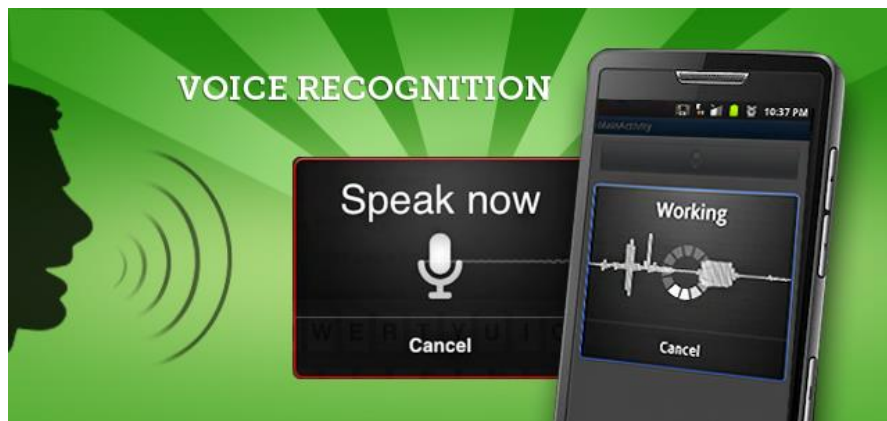 VOICE RECOGNITION
Speak now
Cancel
10:37 PM
MainActivity
Working
Cancel